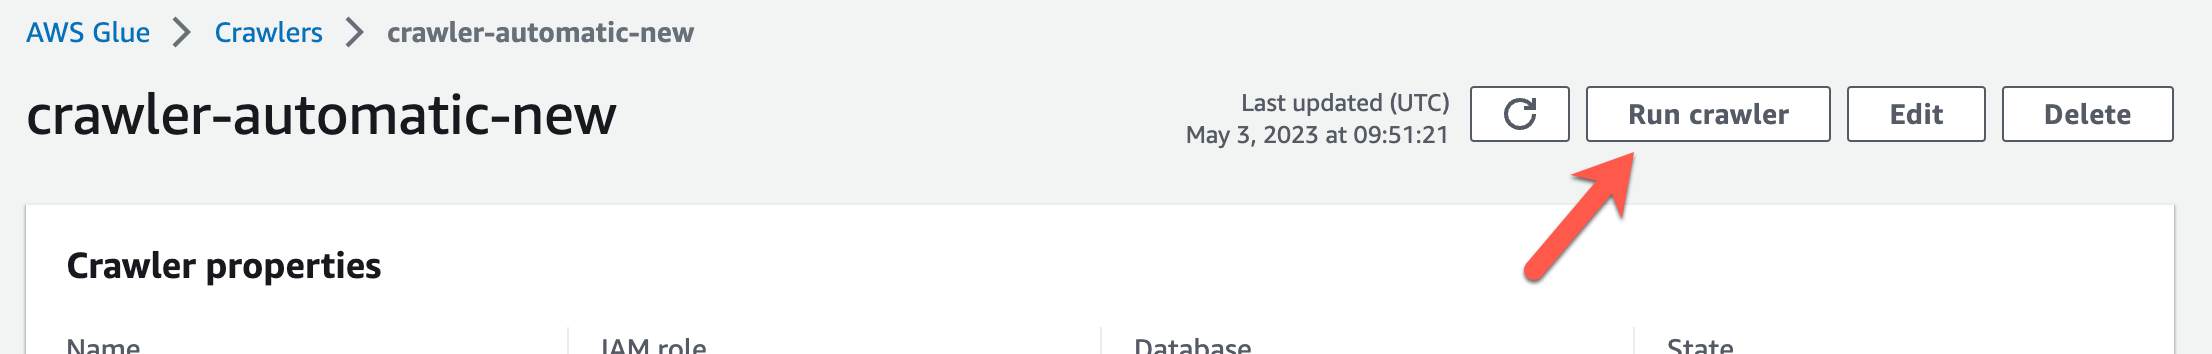 AWS Glue > Crawlers > crawler-automatic-new
crawler-automatic-new
Last updated (UTC)
May 3, 2023 at 09:51:21
Run crawler
Edit
Delete
Crawler properties
Name
IAM role
Database
State